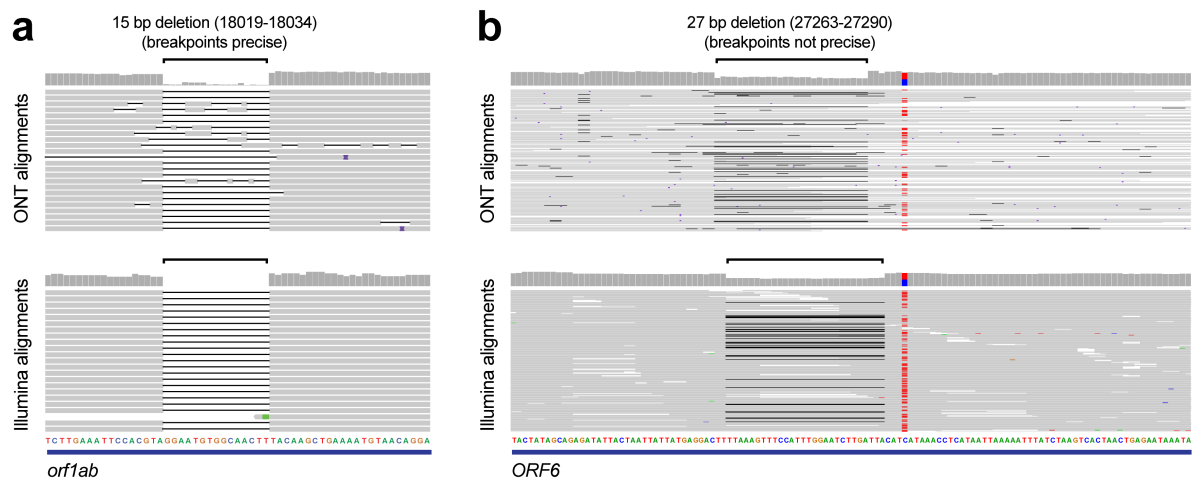 a
15 bp deletion (18019-18034)
(breakpoints precise)
ONT alignments
Illumina alignments
TCTTGAAATTCCACGTAGGAATGTGGCAACTTTACAAGCTGAAAATGTAACAGGA
orf1ab
b
27 bp deletion (27263-27290)
(breakpoints not precise)
ONT alignments
Illumina alignments
TACTATAGCAGAGATATTACTAATTATTATGAGGACTTTTAAAGTTTCCATTTGGAATCTTGATTACATCATAAACCTCATAATTAAAAATTTATCTAAGTCACTAACTGAGAATAAATA
ORF6